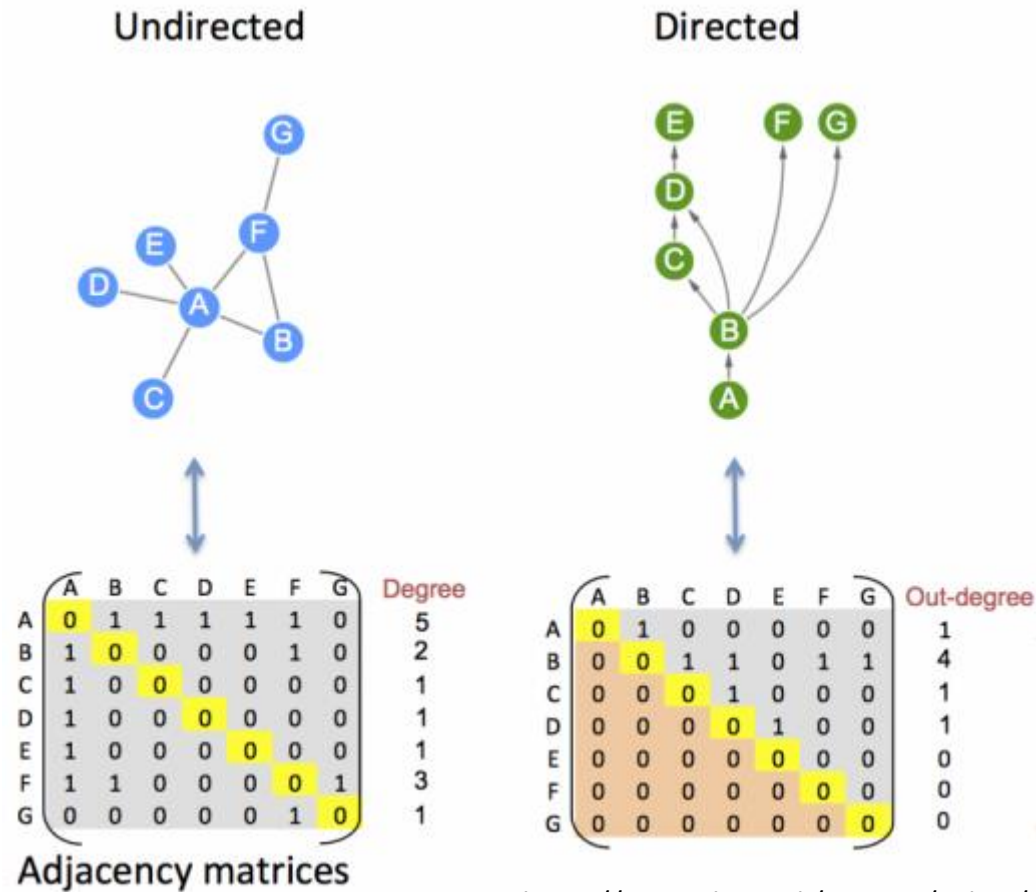 Undirected
Directed
G
F
E
D
A
B
C
E
F
G
D
C
B
A
A B C D E F G Degree
A 0 1 1 1 1 1 0 5
B 1 0 0 0 0 1 0 2
C 1 0 0 0 0 0 0 1
D 1 0 0 0 0 0 0 1
E 1 0 0 0 0 0 0 1
F 1 1 0 0 0 0 1 3
G 0 0 0 0 0 1 0 1
A B C D E F G Out-degree
A 0 1 0 0 0 0 0 1
B 0 0 1 1 0 1 1 4
C 0 0 0 1 0 0 0 1
D 0 0 0 0 1 0 0 1
E 0 0 0 0 0 0 0 0
F 0 0 0 0 0 0 0 0
G 0 0 0 0 0 0 0 0
Adjacency matrices